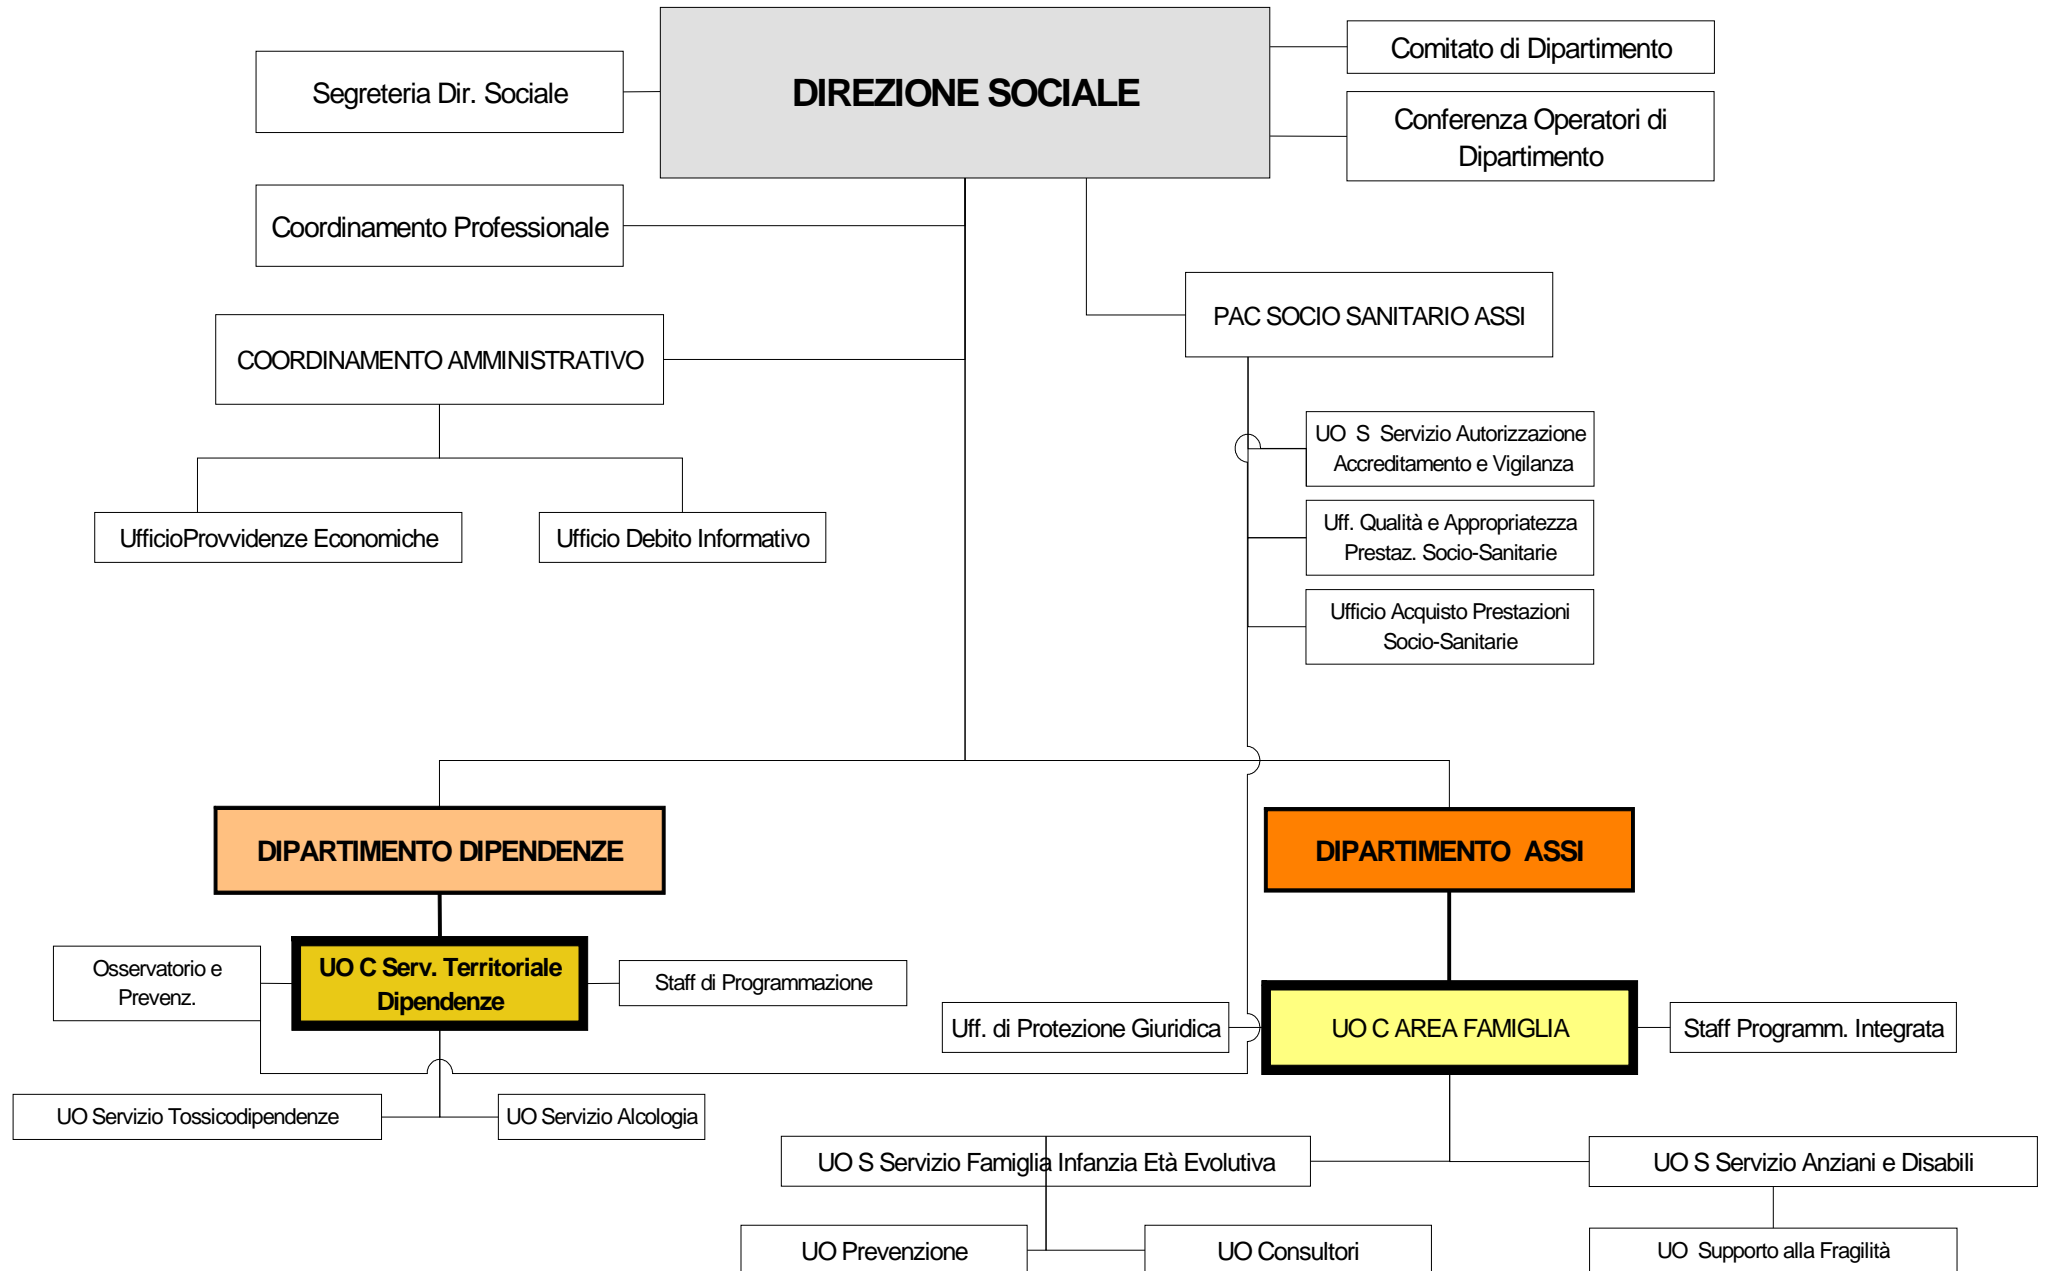 DIREZIONE SOCIALE
Segreteria Dir. Sociale
Comitato di Dipartimento
Conferenza Operatori di
Dipartimento
Coordinamento Professionale
PAC SOCIO SANITARIO ASSI
COORDINAMENTO AMMINISTRATIVO
UO S Servizio Autorizzazione
Accreditamento e Vigilanza
UfficioProvvidenze Economiche
Ufficio Debito Informativo
Uff. Qualità e Appropriatezza
Prestaz. Socio-Sanitarie
Ufficio Acquisto Prestazioni
Socio-Sanitarie
DIPARTIMENTO DIPENDENZE
DIPARTIMENTO ASSI
Osservatorio e
Prevenz.
UO C Serv. Territoriale
Dipendenze
Staff di Programmazione
Uff. di Protezione Giuridica
UO C AREA FAMIGLIA
Staff Programm. Integrata
UO Servizio Tossicodipendenze
UO Servizio Alcologia
UO S Servizio Famiglia Infanzia Età Evolutiva
UO S Servizio Anziani e Disabili
UO Prevenzione
UO Consultori
UO Supporto alla Fragilità